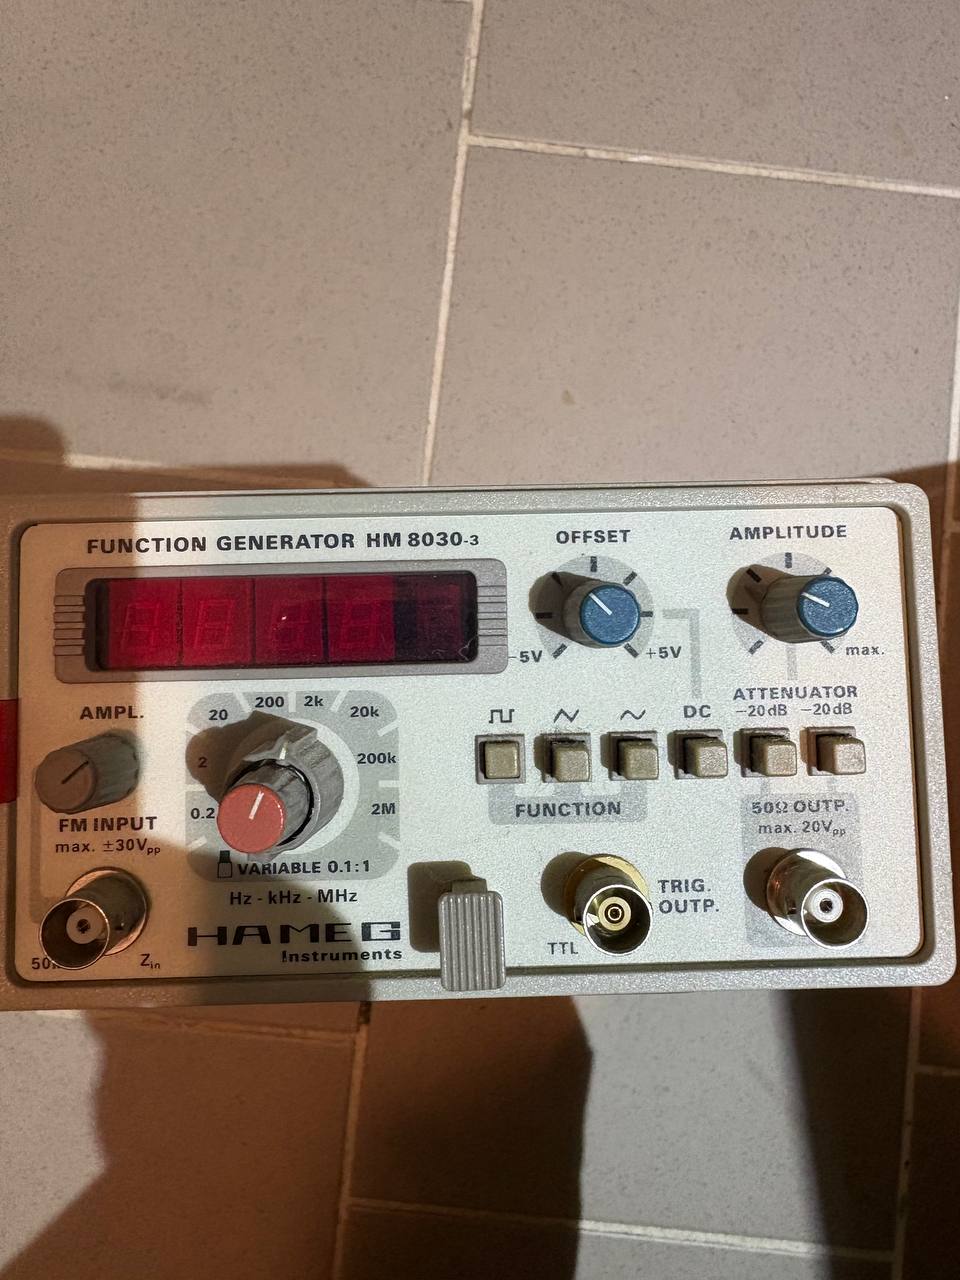 FUNCTION GENERATOR HM 8030-3
OFFSET
AMPLITUDE
-5V
+5V
max.
AMPL.
200
2k
20
20k
2
200k
0.2
2M
ATTENUATOR
DC
-20dB
-20dB
FUNCTION
50Ω OUTP.
max. 20Vpp
FM INPUT
max. ±30Vpp
VARIABLE 0.1:1
Hz - kHz - MHz
HAMEG
Instruments
TRIG.
OUTP.
TTL
Zin